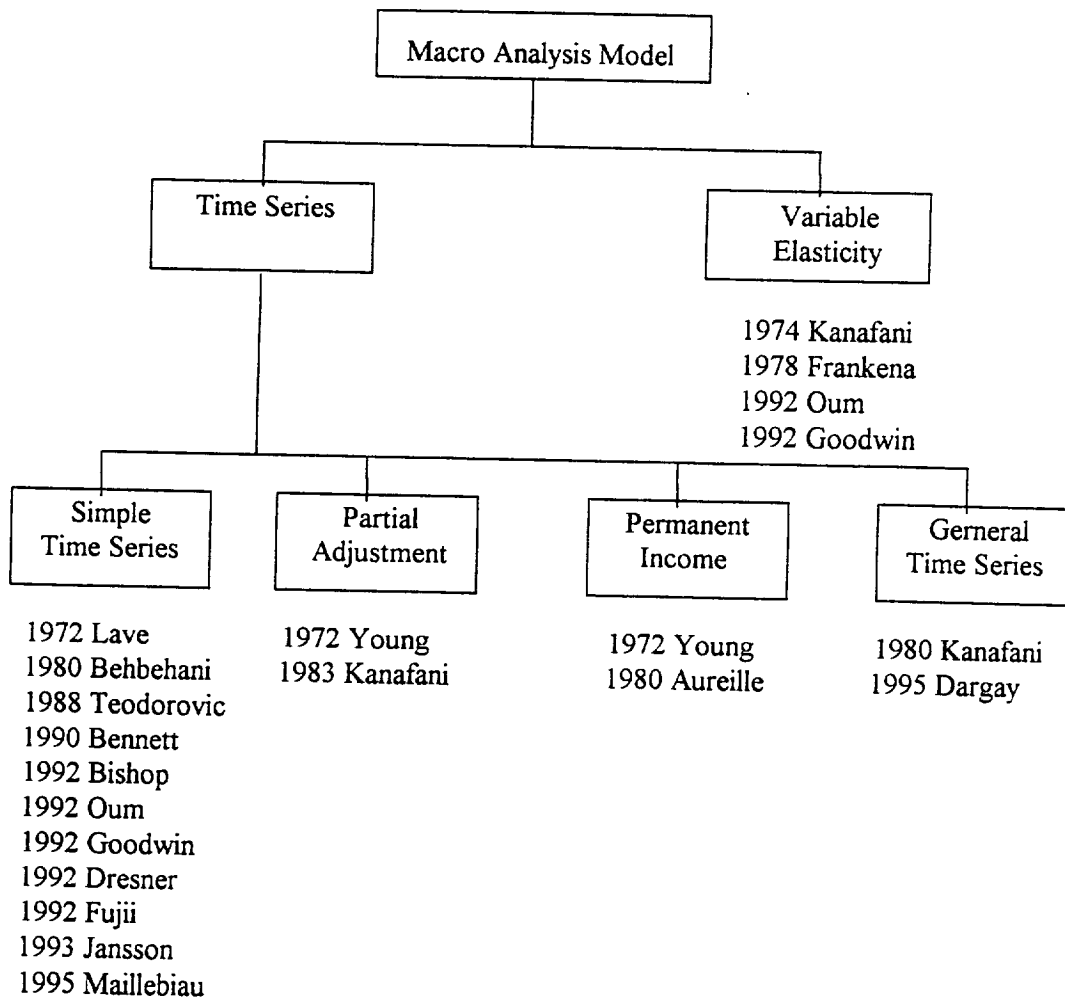 Macro Analysis Model
Time Series
Variable
Elasticity
1974 Kanafani
1978 Frankena
1992 Oum
1992 Goodwin
Simple
Time Series
Partial
Adjustment
Permanent
Income
Gerneral
Time Series
1972 Lave
1980 Behbehani
1988 Teodorovic
1990 Bennett
1992 Bishop
1992 Oum
1992 Goodwin
1992 Dresner
1992 Fujii
1993 Jansson
1995 Maillebiau
1972 Young
1983 Kanafani
1972 Young
1980 Aureille
1980 Kanafani
1995 Dargay